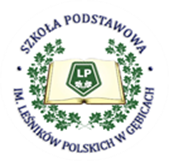 SZKOŁA PODSTAWOWA
LP
IM. LEŚNIKÓW POLSKICH W GĘBICACH